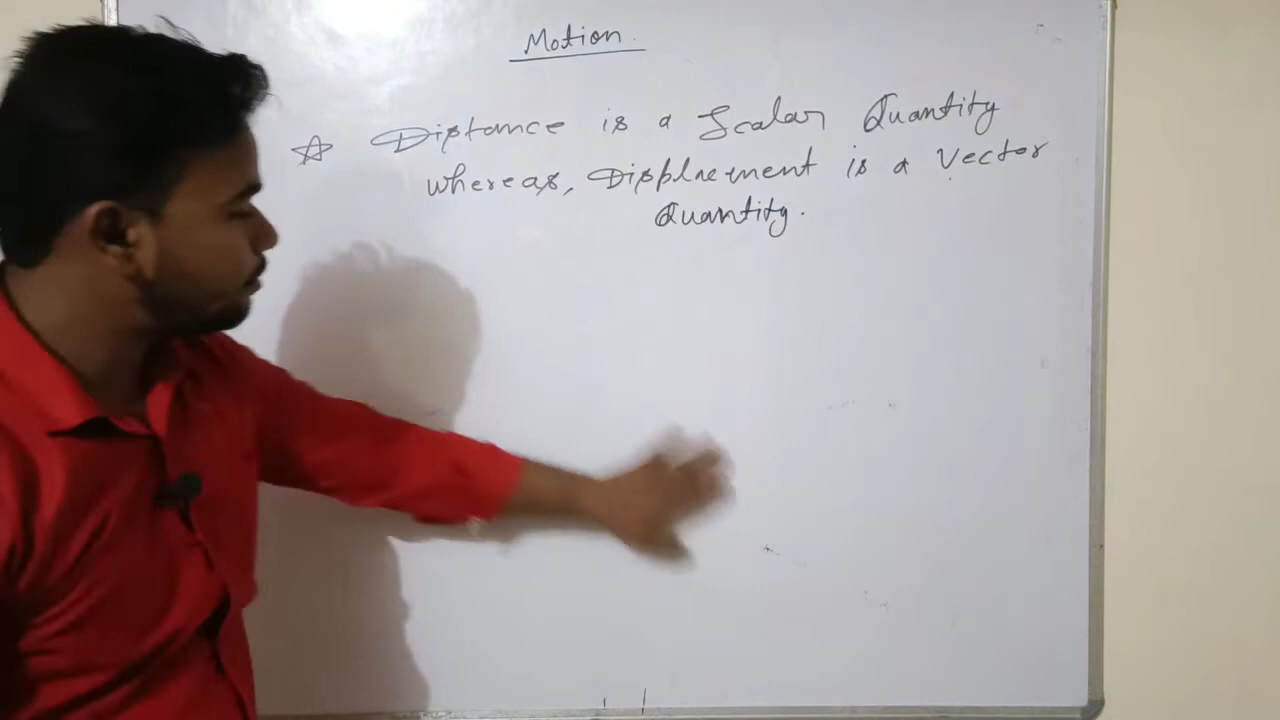 Motion.
☆ Distance is a Scalar Quantity
whereas, Displacement is a Vector
Quantity.